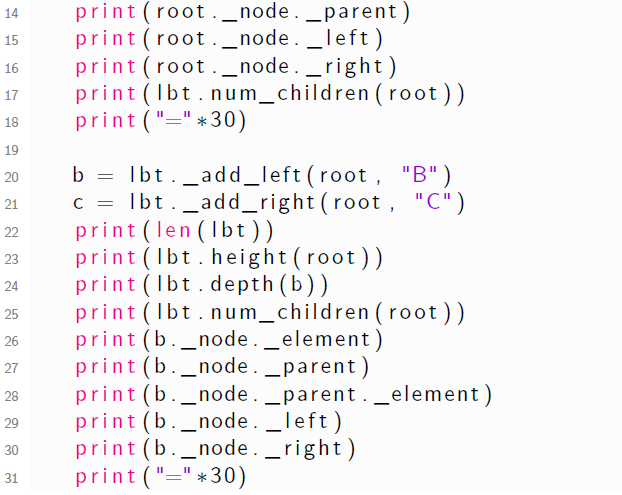 14 print(root._node._parent)
15 print(root._node._left)
16 print(root._node._right)
17 print(lbt.num_children(root))
18 print("="*30)
19
20 b = lbt._add_left(root, "B")
21 c = lbt._add_right(root, "C")
22 print(len(lbt))
23 print(lbt.height(root))
24 print(lbt.depth(b))
25 print(lbt.num_children(root))
26 print(b._node._element)
27 print(b._node._parent)
28 print(b._node._parent._element)
29 print(b._node._left)
30 print(b._node._right)
31 print("="*30)